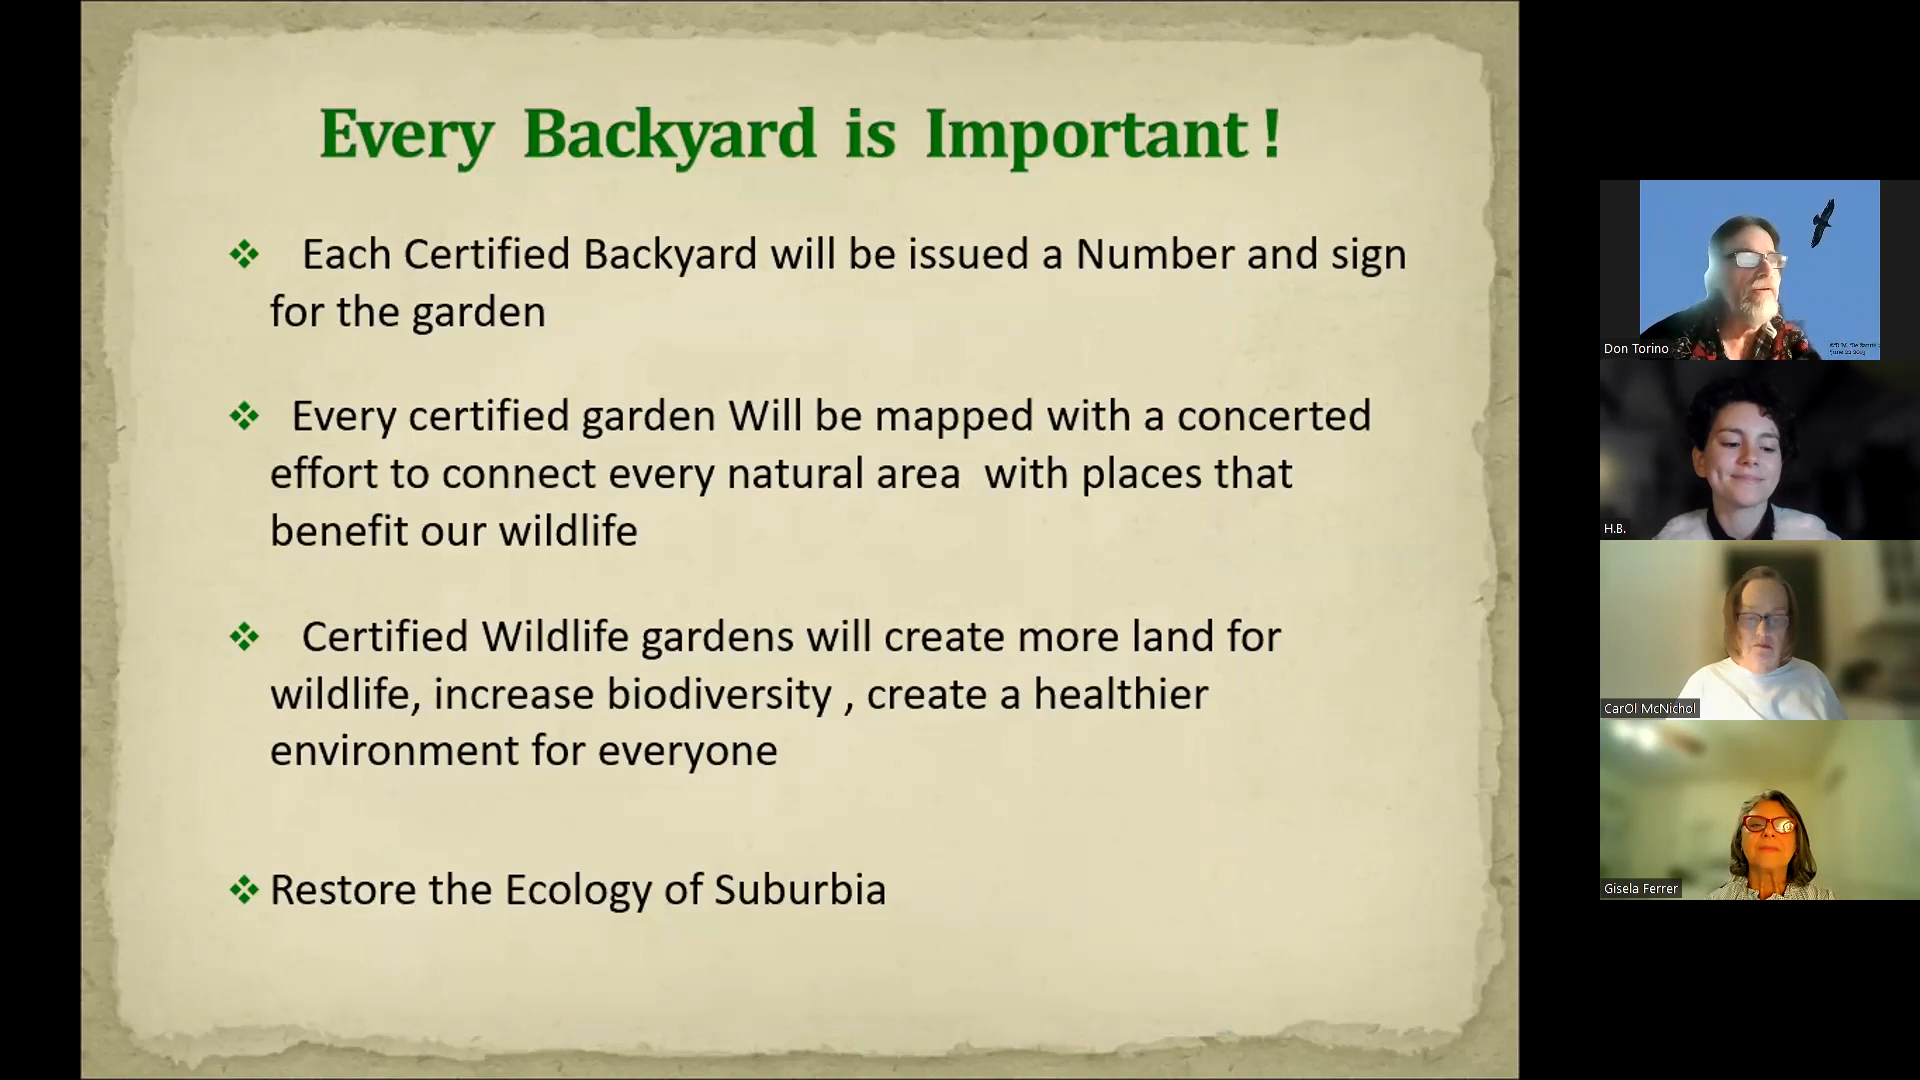 Every Backyard is Important !
Each Certified Backyard will be issued a Number and sign
for the garden
Every certified garden Will be mapped with a concerted
effort to connect every natural area with places that
benefit our wildlife
Certified Wildlife gardens will create more land for
wildlife, increase biodiversity , create a healthier
environment for everyone
Restore the Ecology of Suburbia
Don Torino
June 22 2023
H.B.
CarOl McNichol
Gisela Ferrer